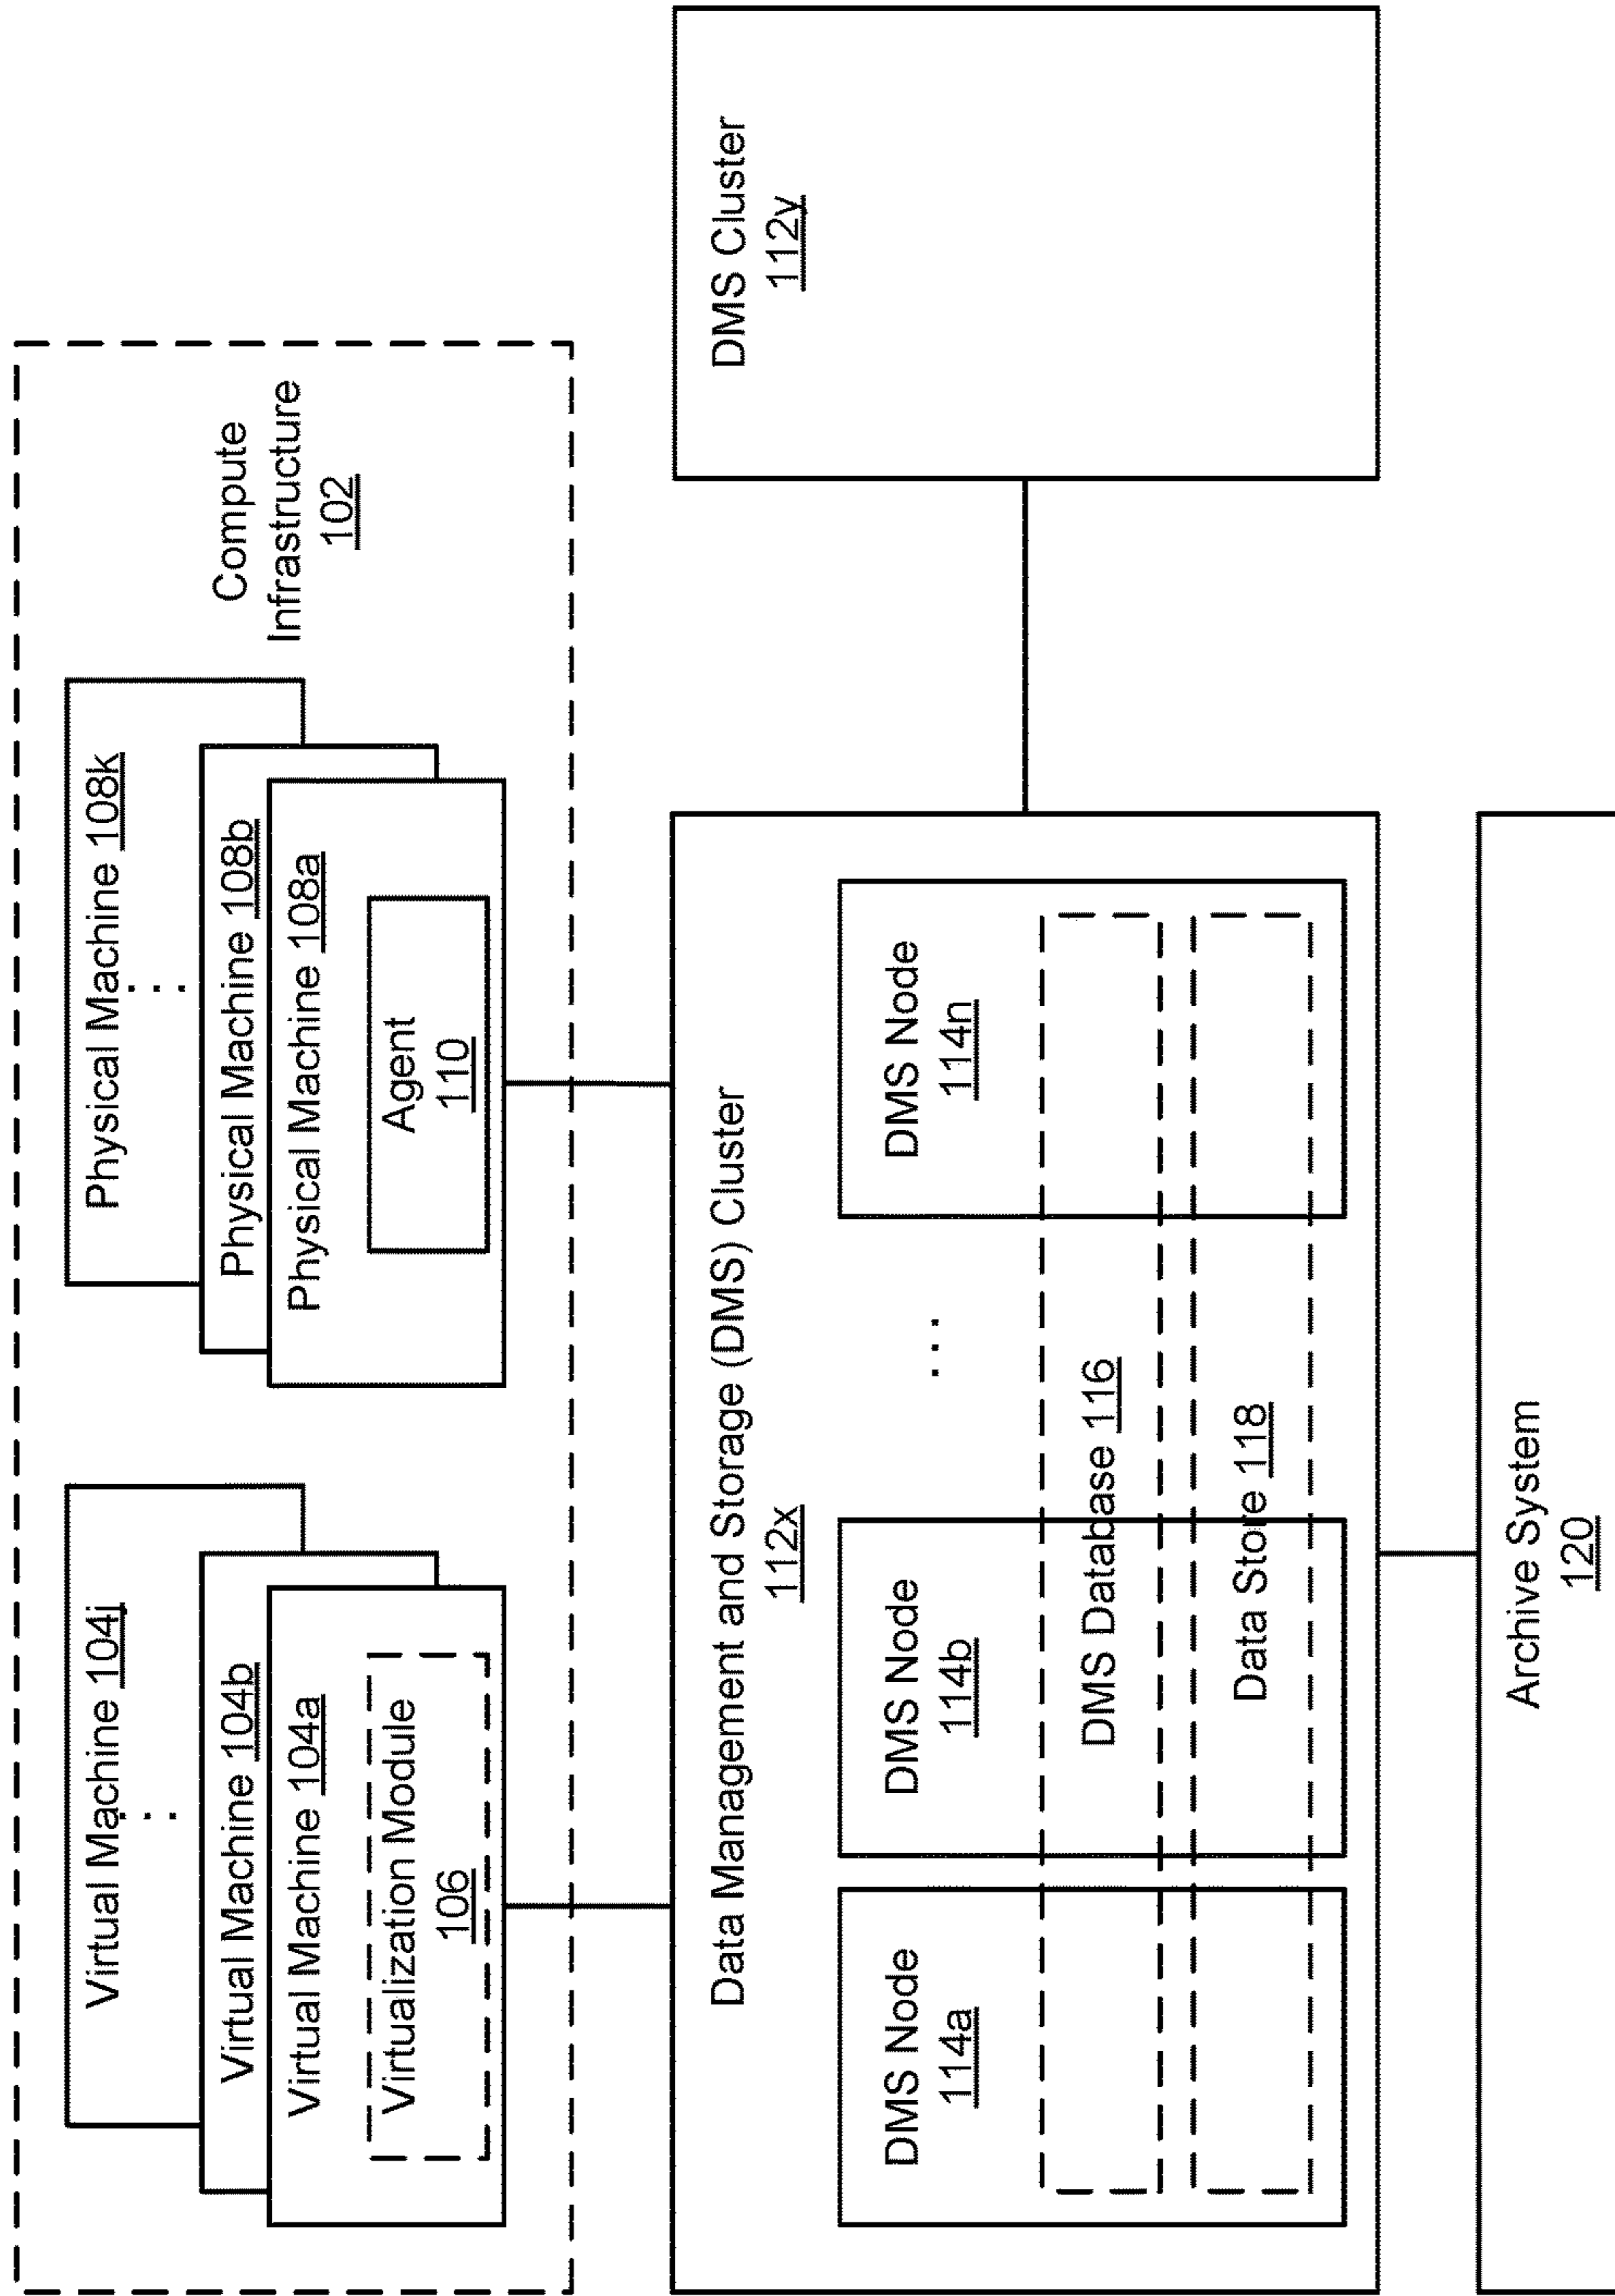 Compute
Infrastructure
102
Virtual Machine 104j
...
Virtual Machine 104b
Virtual Machine 104a
Virtualization Module
106
Physical Machine 108k
...
Physical Machine 108b
Physical Machine 108a
Agent
110
Data Management and Storage (DMS) Cluster
112x
DMS Node
114a
DMS Node
114b
...
DMS Node
114n
DMS Database 116
Data Store 118
DMS Cluster
112y
Archive System
120